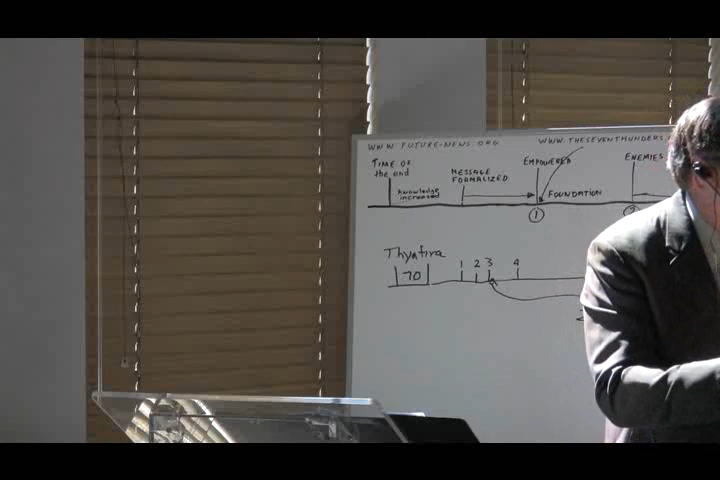 WWW.FUTURE-NEWS.ORG WWW.THESEVENTHUNDERS.
TIME OF the end
MESSAGE FORMALIZED
EMPOWERED
ENEMIES
knowledge increased
FOUNDATION
1
Thyatira
70
1 2 3 4